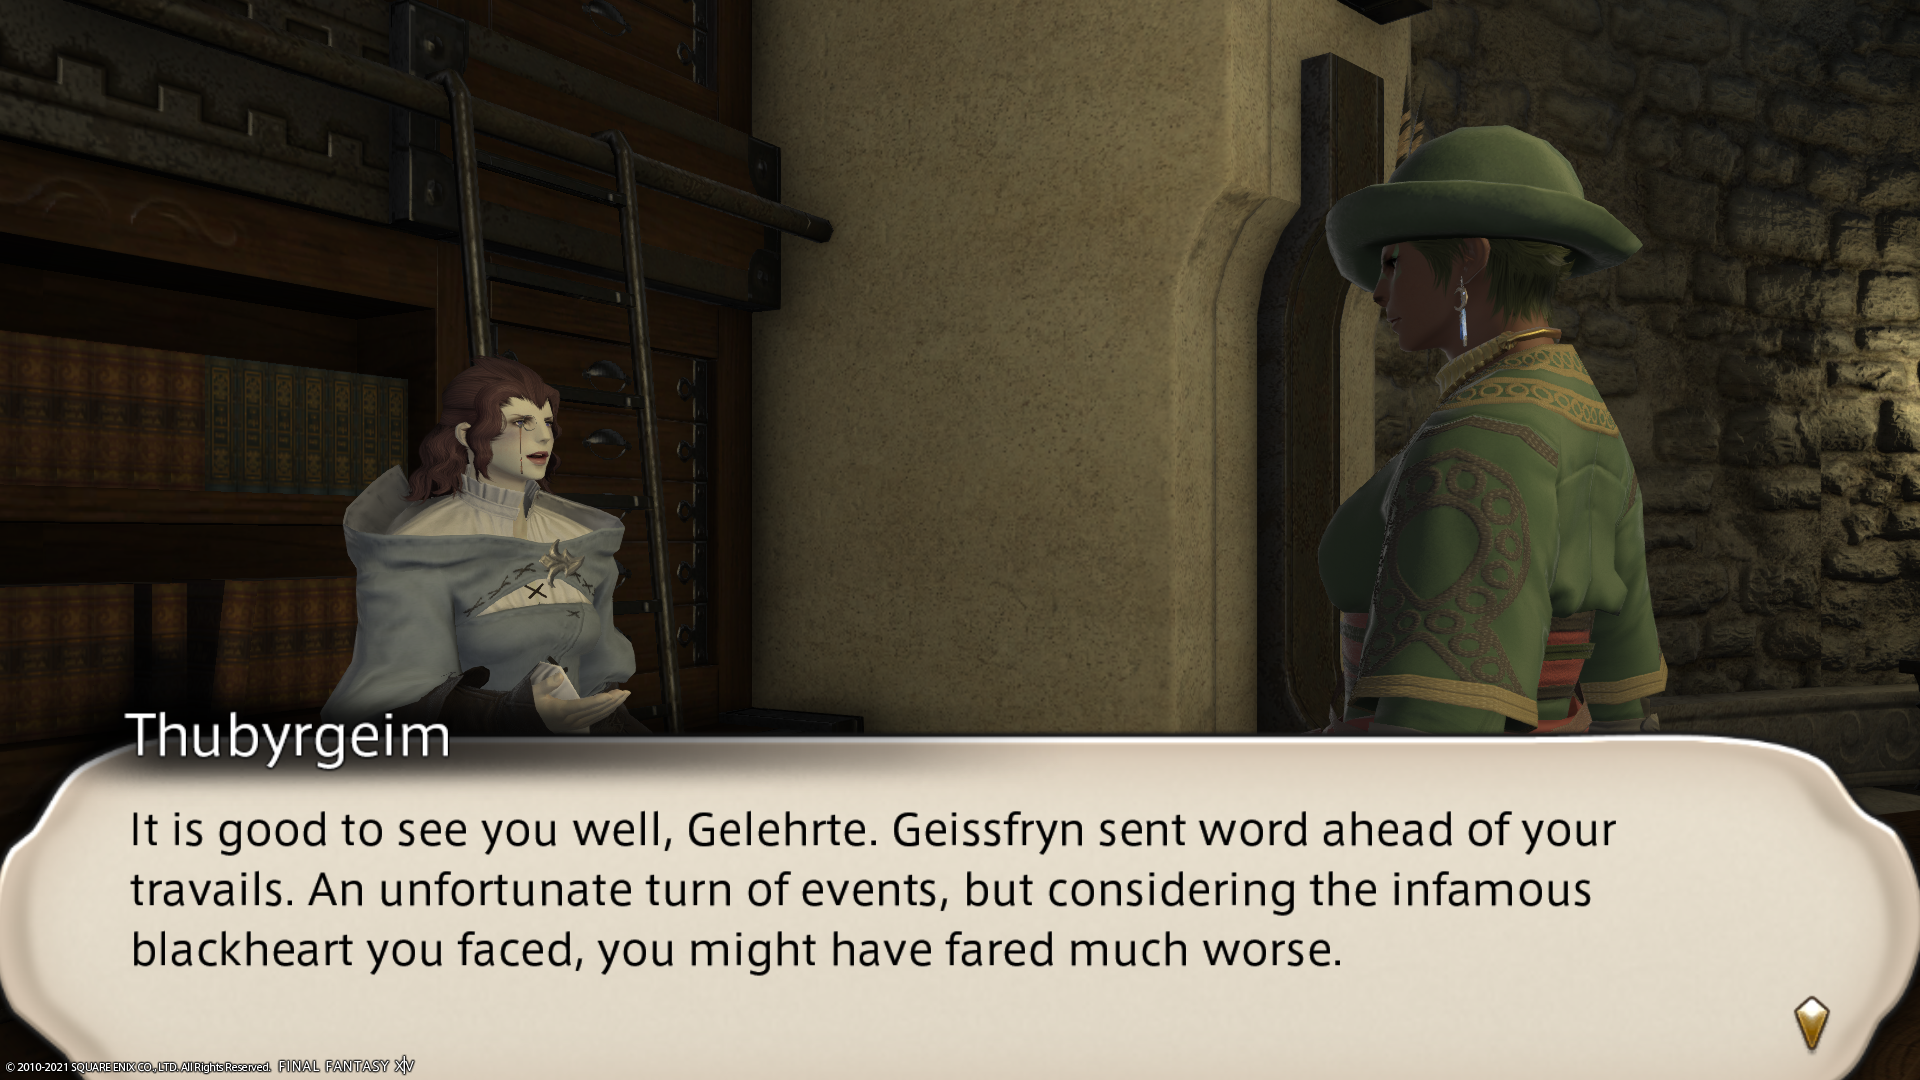 Thubyrgeim
It is good to see you well, Gelehrte. Geissfryn sent word ahead of your
travails. An unfortunate turn of events, but considering the infamous
blackheart you faced, you might have fared much worse.
© 2010-2021 SQUARE ENIX CO., LTD. All Rights Reserved. FINAL FANTASY XIV